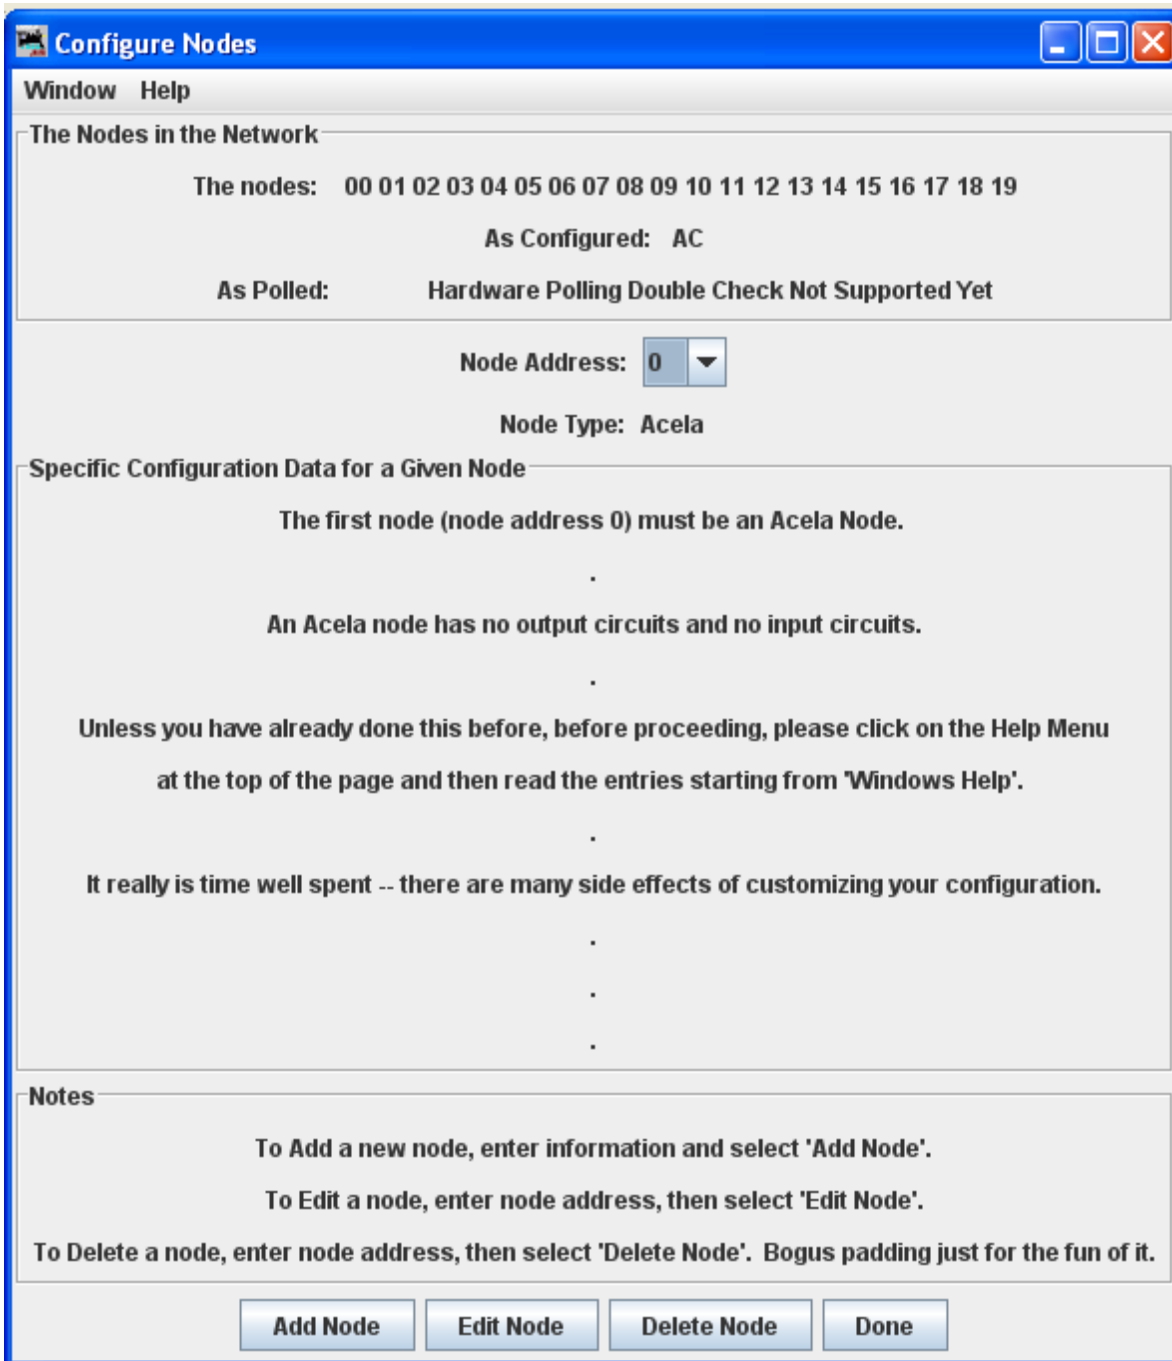 Configure Nodes
Window Help
The Nodes in the Network
The nodes: 00 01 02 03 04 05 06 07 08 09 10 11 12 13 14 15 16 17 18 19
As Configured: AC
As Polled: Hardware Polling Double Check Not Supported Yet
Node Address: 0
Node Type: Acela
Specific Configuration Data for a Given Node
The first node (node address 0) must be an Acela Node.
.
An Acela node has no output circuits and no input circuits.
.
Unless you have already done this before, before proceeding, please click on the Help Menu
at the top of the page and then read the entries starting from 'Windows Help'.
.
It really is time well spent -- there are many side effects of customizing your configuration.
.
.
.
Notes
To Add a new node, enter information and select 'Add Node'.
To Edit a node, enter node address, then select 'Edit Node'.
To Delete a node, enter node address, then select 'Delete Node'. Bogus padding just for the fun of it.
Add Node Edit Node Delete Node Done